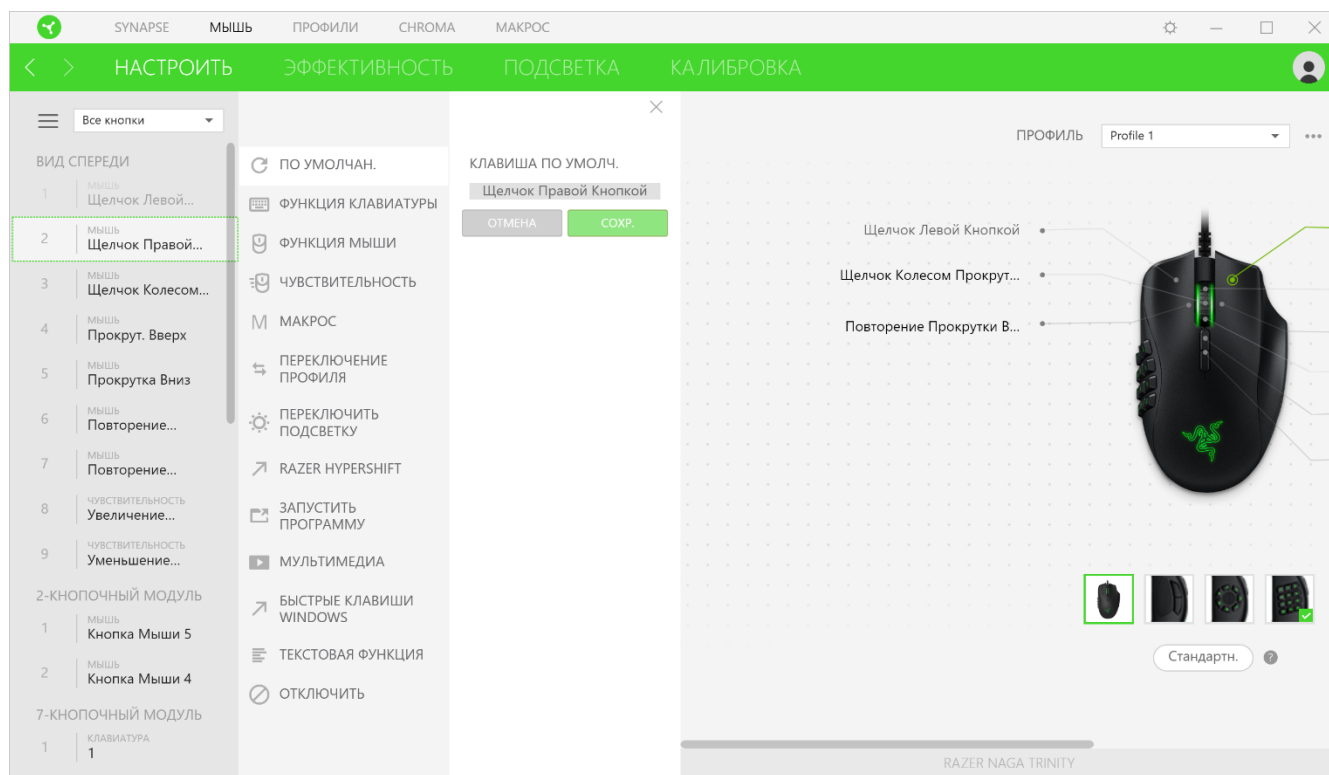 SYNAPSE МЫШЬ ПРОФИЛИ CHROMA МАКРОС
НАСТРОИТЬ ЭФФЕКТИВНОСТЬ ПОДСВЕТКА КАЛИБРОВКА
Все кнопки
ВИД СПЕРЕДИ
1 МЫШЬ
Щелчок Левой...
2 МЫШЬ
Щелчок Правой...
3 МЫШЬ
Щелчок Колесом...
4 МЫШЬ
Прокрут. Вверх
5 МЫШЬ
Прокрутка Вниз
6 МЫШЬ
Повторение...
7 МЫШЬ
Повторение...
8 ЧУВСТВИТЕЛЬНОСТЬ
Увеличение...
9 ЧУВСТВИТЕЛЬНОСТЬ
Уменьшение...
2-КНОПОЧНЫЙ МОДУЛЬ
1 МЫШЬ
Кнопка Мыши 5
2 МЫШЬ
Кнопка Мыши 4
7-КНОПОЧНЫЙ МОДУЛЬ
1 КЛАВИАТУРА
1
ПО УМОЛЧАН.
ФУНКЦИЯ КЛАВИАТУРЫ
ФУНКЦИЯ МЫШИ
ЧУВСТВИТЕЛЬНОСТЬ
МАКРОС
ПЕРЕКЛЮЧЕНИЕ
ПРОФИЛЯ
ПЕРЕКЛЮЧИТЬ
ПОДСВЕТКУ
RAZER HYPERSHIFT
ЗАПУСТИТЬ
ПРОГРАММУ
МУЛЬТИМЕДИА
БЫСТРЫЕ КЛАВИШИ
WINDOWS
ТЕКСТОВАЯ ФУНКЦИЯ
ОТКЛЮЧИТЬ
КЛАВИША ПО УМОЛЧ.
Щелчок Правой Кнопкой
ОТМЕНА СОХР.
ПРОФИЛЬ Profile 1
Щелчок Левой Кнопкой
Щелчок Колесом Прокрут...
Повторение Прокрутки В...
Стандартн. ?
RAZER NAGA TRINITY